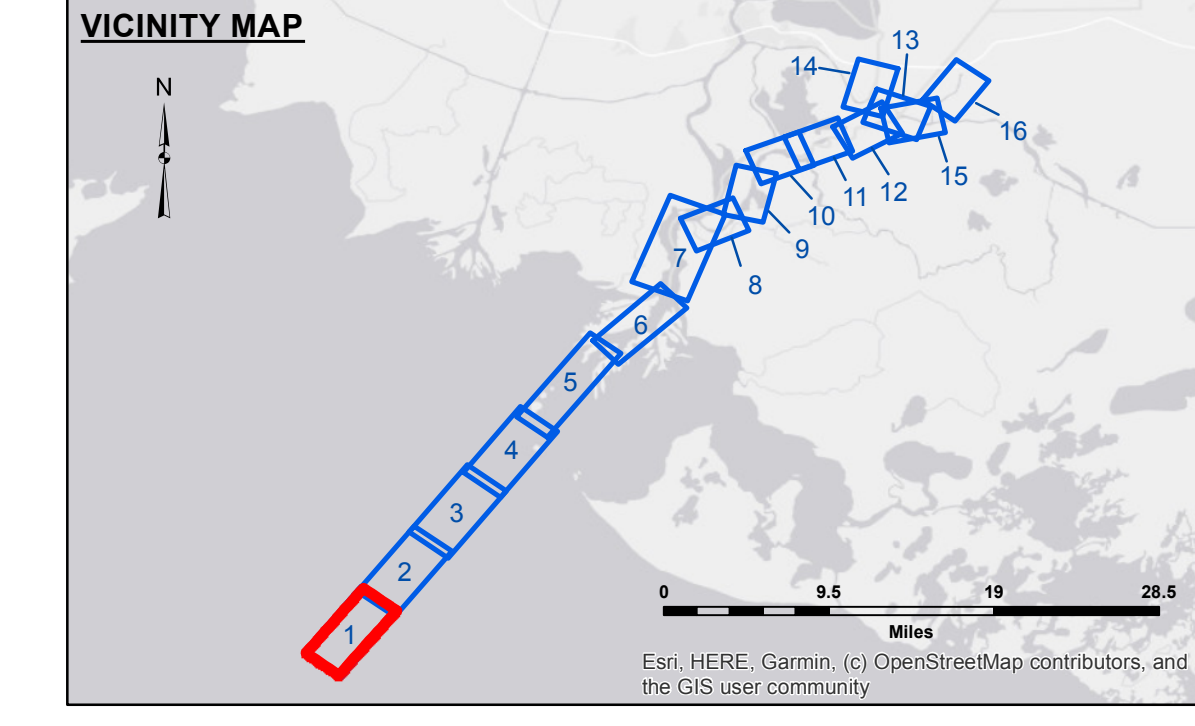 VICINITY MAP
N
13
14
16
15
12
11
10
9
8
7
6
5
4
3
2
1
0 9.5 19 28.5
Miles
Esri, HERE, Garmin, (c) OpenStreetMap contributors, and
the GIS user community